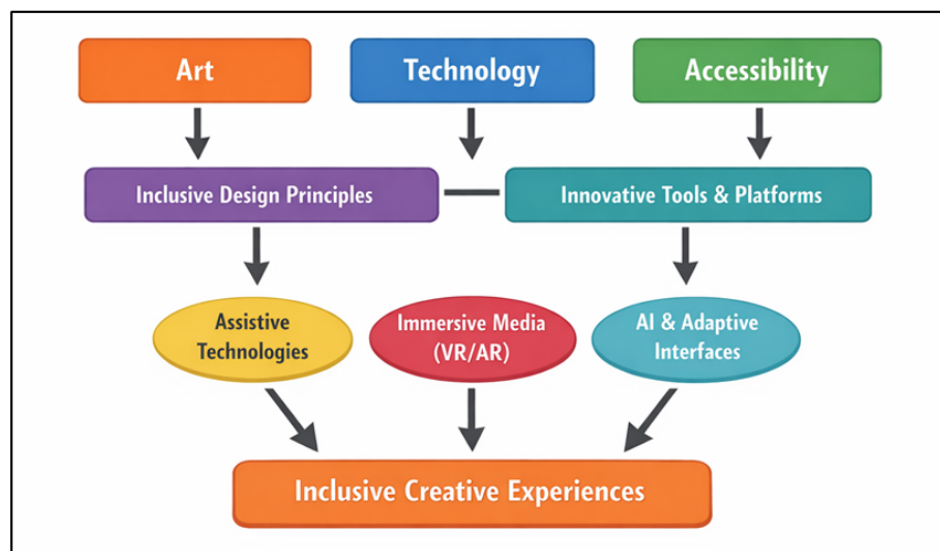 Art
Technology
Accessibility
Inclusive Design Principles
Innovative Tools & Platforms
Assistive
Technologies
Immersive Media
(VR/AR)
AI & Adaptive
Interfaces
Inclusive Creative Experiences